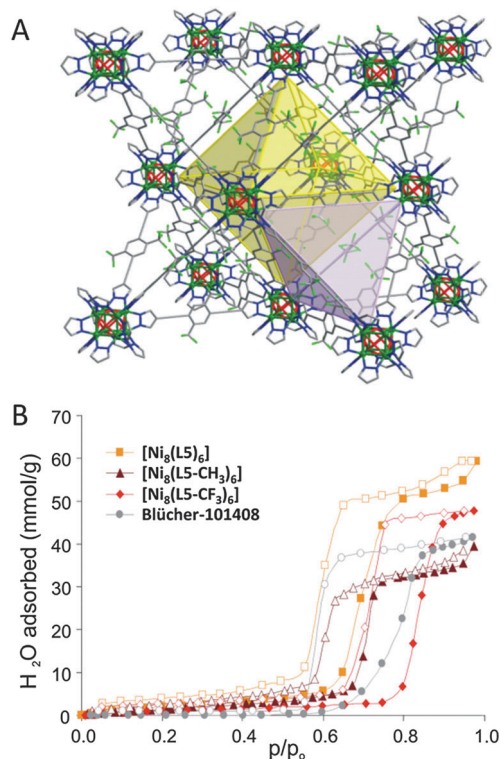 A
B
70
60
50
40
30
20
10
0
H₂O adsorbed (mmol/g)
[Ni₈(L5)₆]
[Ni₈(L5-CH₃)₆]
[Ni₈(L5-CF₃)₆]
Blücher-101408
0.0 0.2 0.4 0.6 0.8 1.0
p/pₒ